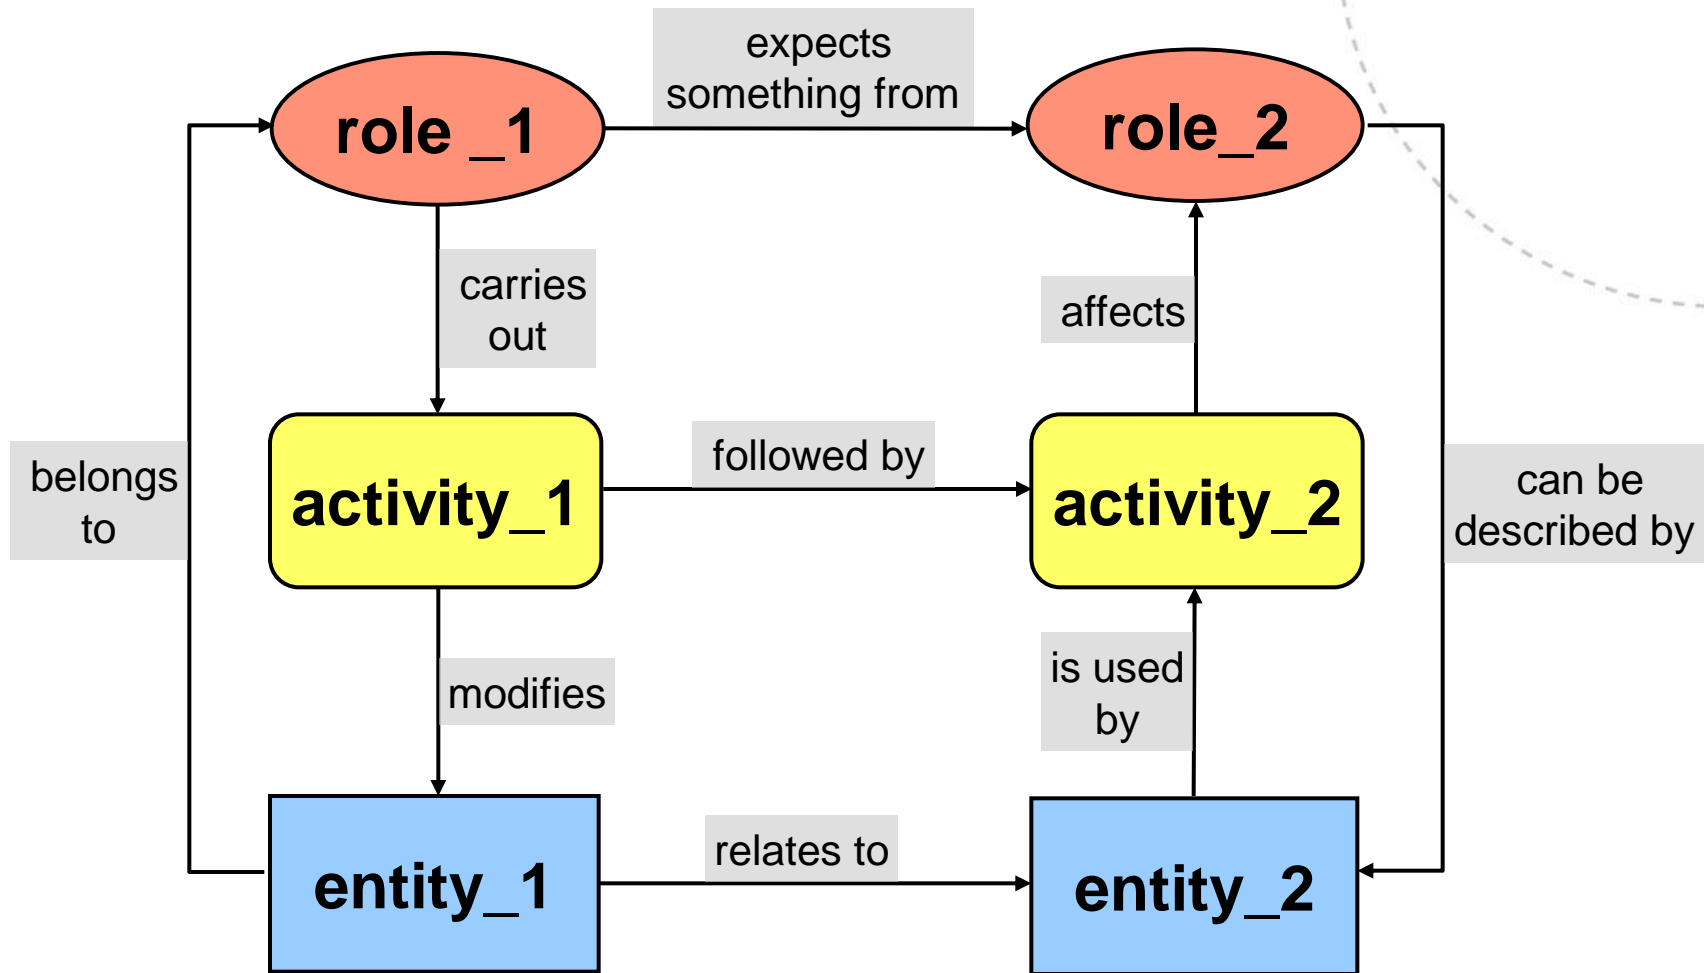 expects
something from
role _1
role_2
carries
out
affects
belongs
to
followed by
can be
described by
activity_1
activity_2
modifies
is used
by
relates to
entity_1
entity_2